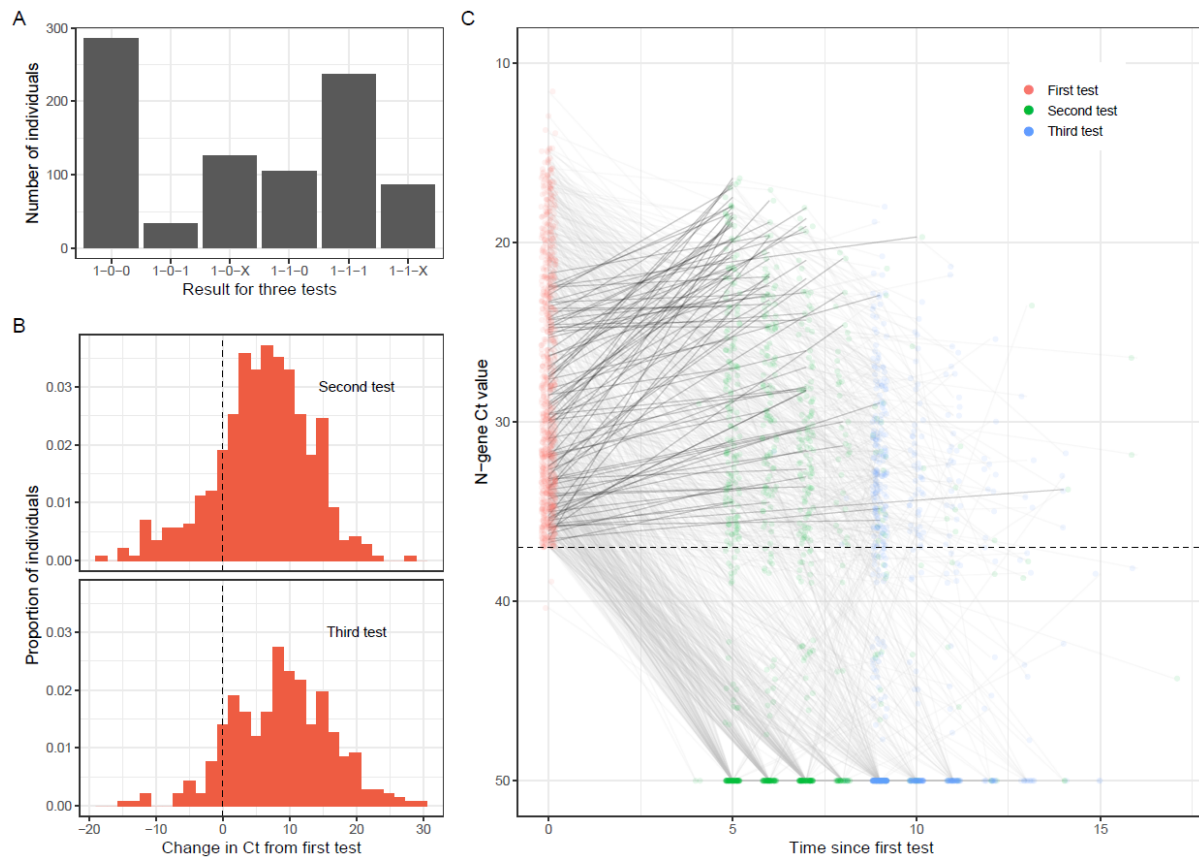 A
Number of individuals
300
200
100
0
1-0-0 1-0-1 1-0-X 1-1-0 1-1-1 1-1-X
Result for three tests
B
Proportion of individuals
Second test
0.03
0.02
0.01
0.00
Third test
0.03
0.02
0.01
0.00
-20 -10 0 10 20 30
Change in Ct from first test
C
N-gene Ct value
10
20
30
40
50
First test
Second test
Third test
0 5 10 15
Time since first test